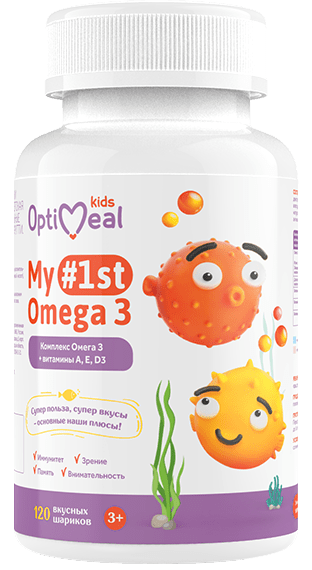 kids
OptiMeal
My #1st
Omega 3
Комплекс Омега 3
+ витамины A, E, D3
Супер польза, супер вкусы
- основные наши плюсы!
Иммунитет Зрение
Память Внимательность
120 вкусных
шариков 3+